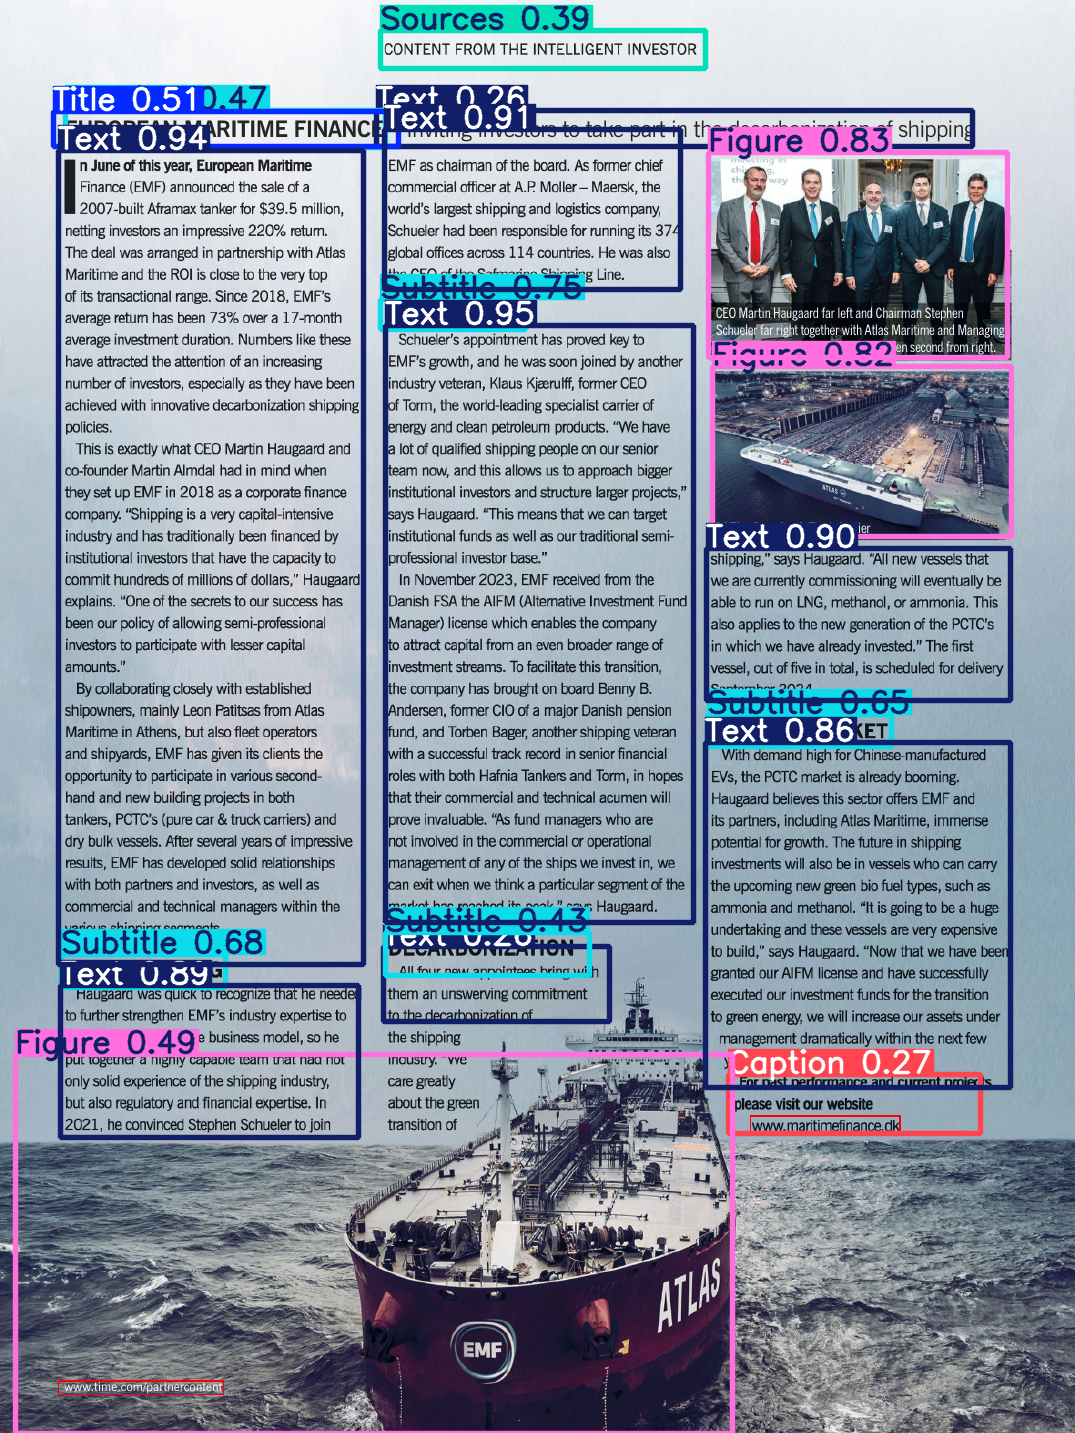 Sources 0.39
CONTENT FROM THE INTELLIGENT INVESTOR
Title 0.51
0.47
Text 0.26
EUROPEAN MARITIME FINANCE
Inviting investors to take part in the decarbonization of shipping
Text 0.94
In June of this year, European Maritime
Finance (EMF) announced the sale of a
2007-built Aframax tanker for $39.5 million,
netting investors an impressive 220% return.
The deal was arranged in partnership with Atlas
Maritime and the ROI is close to the very top
of its transactional range. Since 2018, EMF's
average return has been 73% over a 17-month
average investment duration. Numbers like these
have attracted the attention of an increasing
number of investors, especially as they have been
achieved with innovative decarbonization shipping
policies.
This is exactly what CEO Martin Haugaard and
co-founder Martin Almdal had in mind when
they set up EMF in 2018 as a corporate finance
company. "Shipping is a very capital-intensive
industry and has traditionally been financed by
institutional investors that have the capacity to
commit hundreds of millions of dollars," Haugaard
explains. "One of the secrets to our success has
been our policy of allowing semi-professional
investors to participate with lesser capital
amounts."
By collaborating closely with established
shipowners, mainly Leon Patitsas from Atlas
Maritime in Athens, but also fleet operators
and shipyards, EMF has given its clients the
opportunity to participate in various second-
hand and new building projects in both
tankers, PCTC's (pure car & truck carriers) and
dry bulk vessels. After several years of impressive
results, EMF has developed solid relationships
with both partners and investors, as well as
commercial and technical managers within the
various shipping segments.
Subtitle 0.68
Text 0.89
G
Haugaard was quick to recognize that he needed
to further strengthen EMF's industry expertise to
e business model, so he
Figure 0.49
put together a highly capable team that had not
only solid experience of the shipping industry,
but also regulatory and financial expertise. In
2021, he convinced Stephen Schueler to join
Text 0.91
EMF as chairman of the board. As former chief
commercial officer at A.P. Moller – Maersk, the
world's largest shipping and logistics company,
Schueler had been responsible for running its 374
global offices across 114 countries. He was also
the CEO of the Safmarine Shipping Line.
Subtitle 0.75
Text 0.95
Schueler's appointment has proved key to
EMF's growth, and he was soon joined by another
industry veteran, Klaus Kjærulff, former CEO
of Torm, the world-leading specialist carrier of
energy and clean petroleum products. "We have
a lot of qualified shipping people on our senior
team now, and this allows us to approach bigger
institutional investors and structure larger projects,"
says Haugaard. "This means that we can target
institutional funds as well as our traditional semi-
professional investor base."
In November 2023, EMF received from the
Danish FSA the AIFM (Alternative Investment Fund
Manager) license which enables the company
to attract capital from an even broader range of
investment streams. To facilitate this transition,
the company has brought on board Benny B.
Andersen, former CIO of a major Danish pension
fund, and Torben Bager, another shipping veteran
with a successful track record in senior financial
roles with both Hafnia Tankers and Torm, in hopes
that their commercial and technical acumen will
prove invaluable. "As fund managers who are
not involved in the commercial or operational
management of any of the ships we invest in, we
can exit when we think a particular segment of the
market has reached its peak," says Haugaard.
Subtitle 0.43
Text 0.26
DECARBONIZATION
All four new appointees bring with
them an unswerving commitment
to the decarbonization of
the shipping
industry. "We
care greatly
about the green
transition of
Figure 0.83
CEO Martin Haugaard far left and Chairman Stephen
Schueler far right together with Atlas Maritime and Managing
en second from right.
Figure 0.82
ATLAS
ier
Text 0.90
shipping," says Haugaard. "All new vessels that
we are currently commissioning will eventually be
able to run on LNG, methanol, or ammonia. This
also applies to the new generation of the PCTC's
in which we have already invested." The first
vessel, out of five in total, is scheduled for delivery
September 2024.
Subtitle 0.65
Text 0.86
KET
With demand high for Chinese-manufactured
EVs, the PCTC market is already booming.
Haugaard believes this sector offers EMF and
its partners, including Atlas Maritime, immense
potential for growth. The future in shipping
investments will also be in vessels who can carry
the upcoming new green bio fuel types, such as
ammonia and methanol. "It is going to be a huge
undertaking and these vessels are very expensive
to build," says Haugaard. "Now that we have been
granted our AIFM license and have successfully
executed our investment funds for the transition
to green energy, we will increase our assets under
management dramatically within the next few
Caption 0.27
For past performance and current projects
please visit our website
www.maritimefinance.dk
ATLAS
EMF
www.time.com/partnercontent